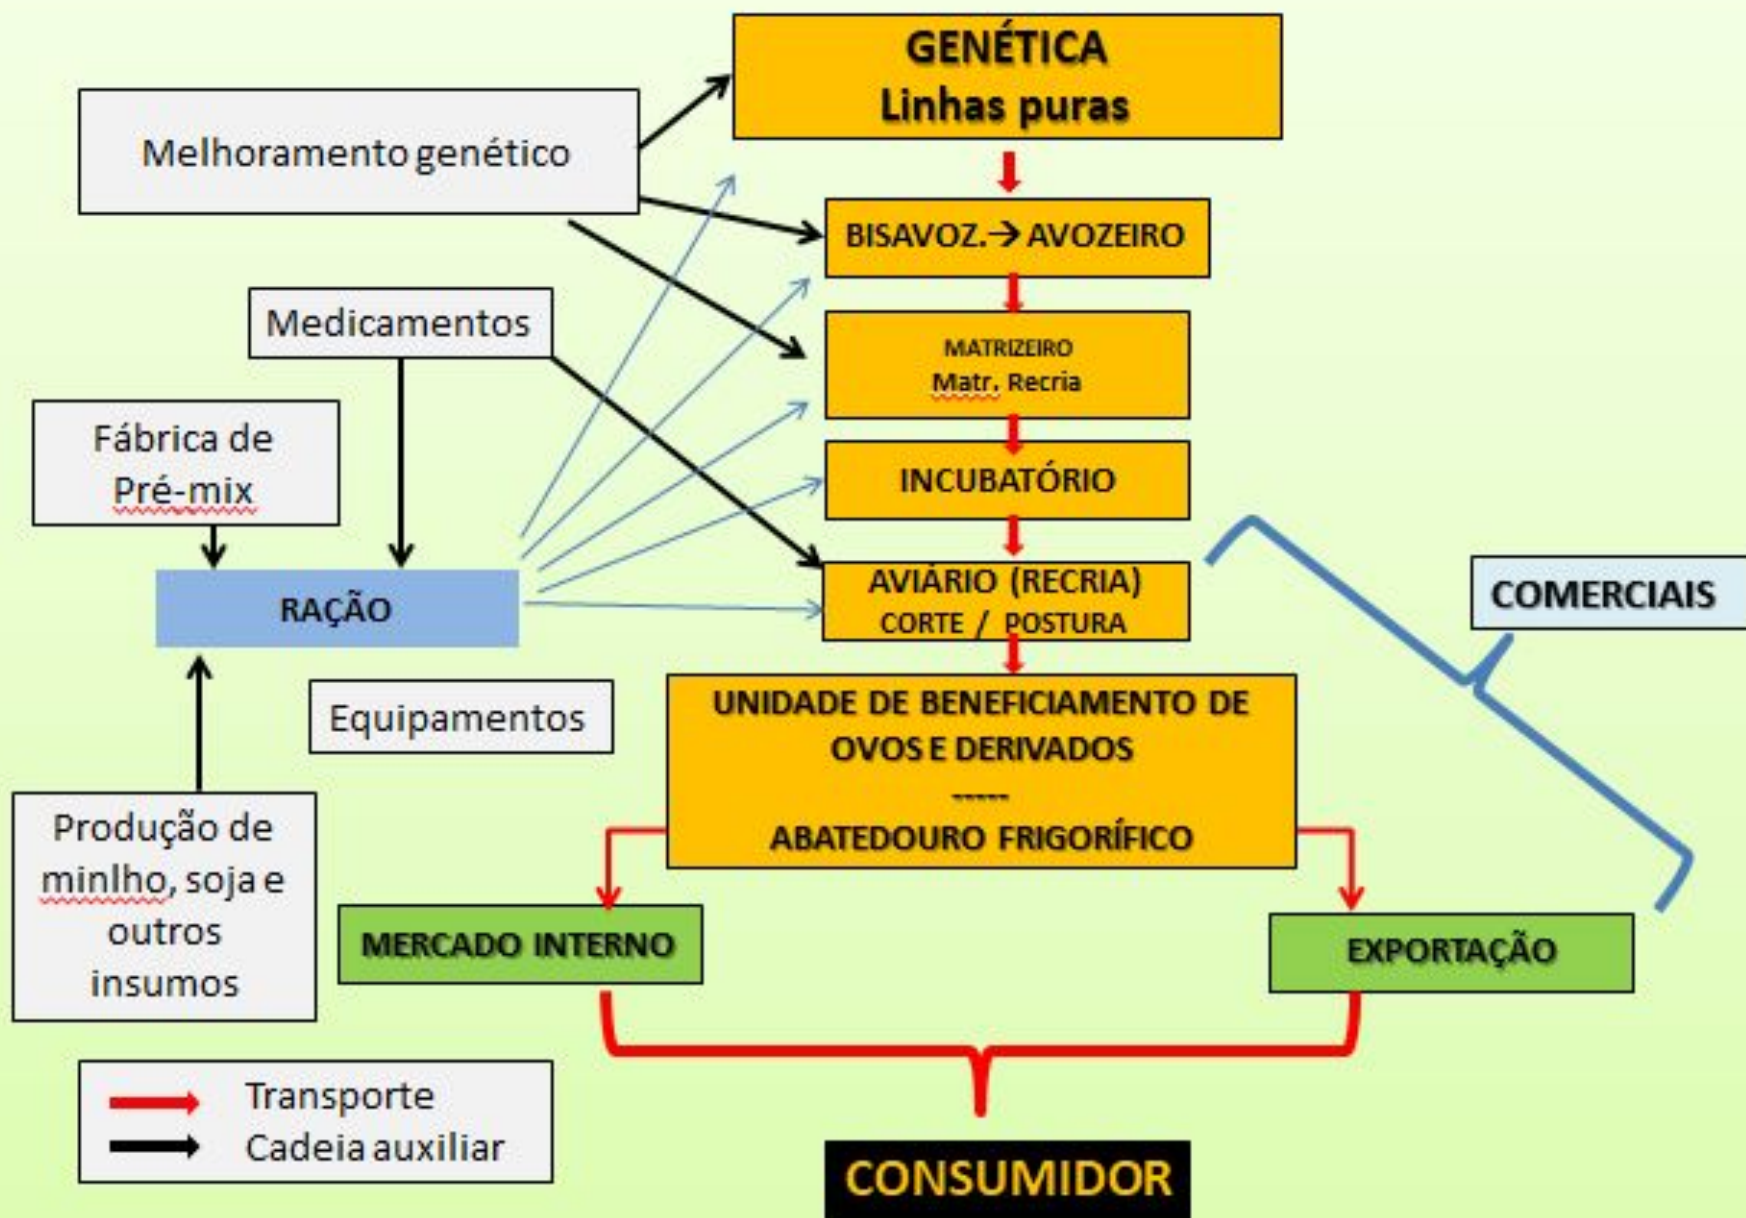 GENÉTICA
Linhas puras
Melhoramento genético
BISAVOZ.→ AVOZEIRO
Medicamentos
MATRIZEIRO
Matr. Recria
Fábrica de
Pré-mix
INCUBATÓRIO
RAÇÃO
AVIÁRIO (RECRIA)
CORTE / POSTURA
COMERCIAIS
Equipamentos
UNIDADE DE BENEFICIAMENTO DE
OVOS E DERIVADOS
-----
ABATEDOURO FRIGORÍFICO
Produção de
minlho, soja e
outros
insumos
MERCADO INTERNO
EXPORTAÇÃO
Transporte
Cadeia auxiliar
CONSUMIDOR